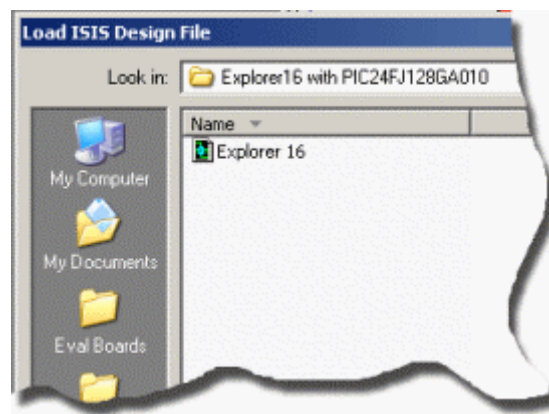 Load ISIS Design File
Look in: Explorer16 with PIC24FJ128GA010
Name
Explorer 16
My Computer
My Documents
Eval Boards